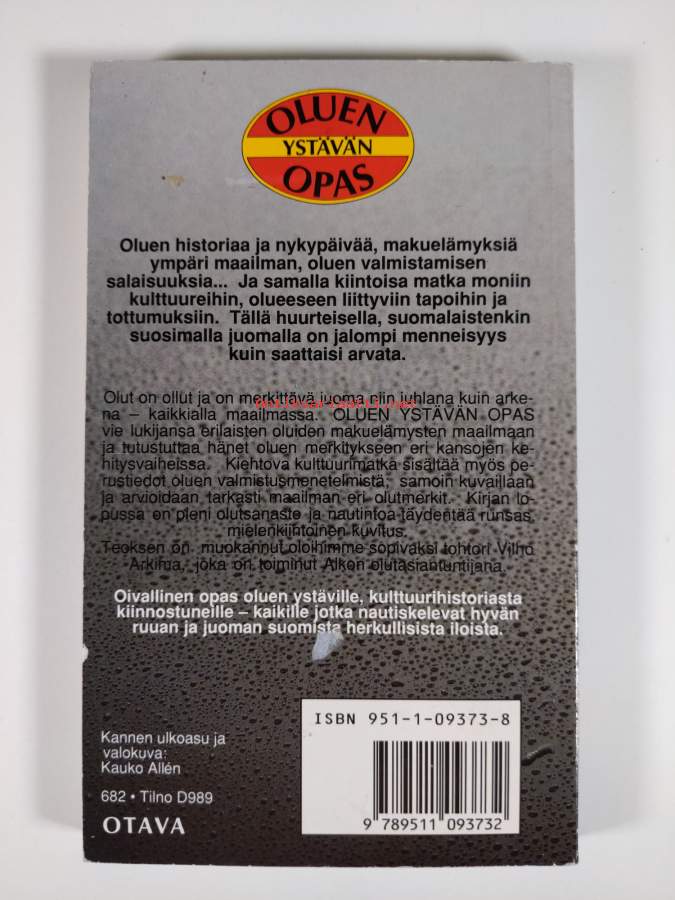 OLUEN
YSTÄVÄN
OPAS
Oluen historiaa ja nykypäivää, makuelämyksiä
ympäri maailman, oluen valmistamisen
salaisuuksia... Ja samalla kiintoisa matka moniin
kulttuureihin, olueeseen liittyviin tapoihin ja
tottumuksiin. Tällä huurteisella, suomalaistenkin
suosimalla juomalla on jalompi menneisyys
kuin saattaisi arvata.
Olut on ollut ja on merkittävä juoma niin juhlana kuin arke-
na – kaikkialla maailmassa. OLUEN YSTÄVÄN OPAS
vie lukijansa erilaisten oluiden makuelämysten maailmaan
ja tutustuttaa hänet oluen merkitykseen eri kansojen ke-
hitysvaiheissa. Kiehtova kulttuurimatka sisältää myös pe-
rustiedot oluen valmistusmenetelmistä, samoin kuvaillaan
ja arvioidaan tarkasti maailman eri olutmerkit. Kirjan lo-
pussa on pieni olutsanasto ja nautintoa täydentää runsas,
mielenkiintoinen kuvitus.
Teoksen on muokannut oloihimme sopivaksi tohtori Vilho
Arkima, joka on toiminut Alkon olutasiantuntijana.
Oivallinen opas oluen ystäville, kulttuurihistoriasta
kiinnostuneille – kaikille jotka nautiskelevat hyvän
ruuan ja juoman suomista herkullisista iloista.
ISBN 951-1-09373-8
Kannen ulkoasu ja
valokuva:
Kauko Allén
682 • Tilno D989
OTAVA
9 789511 093732